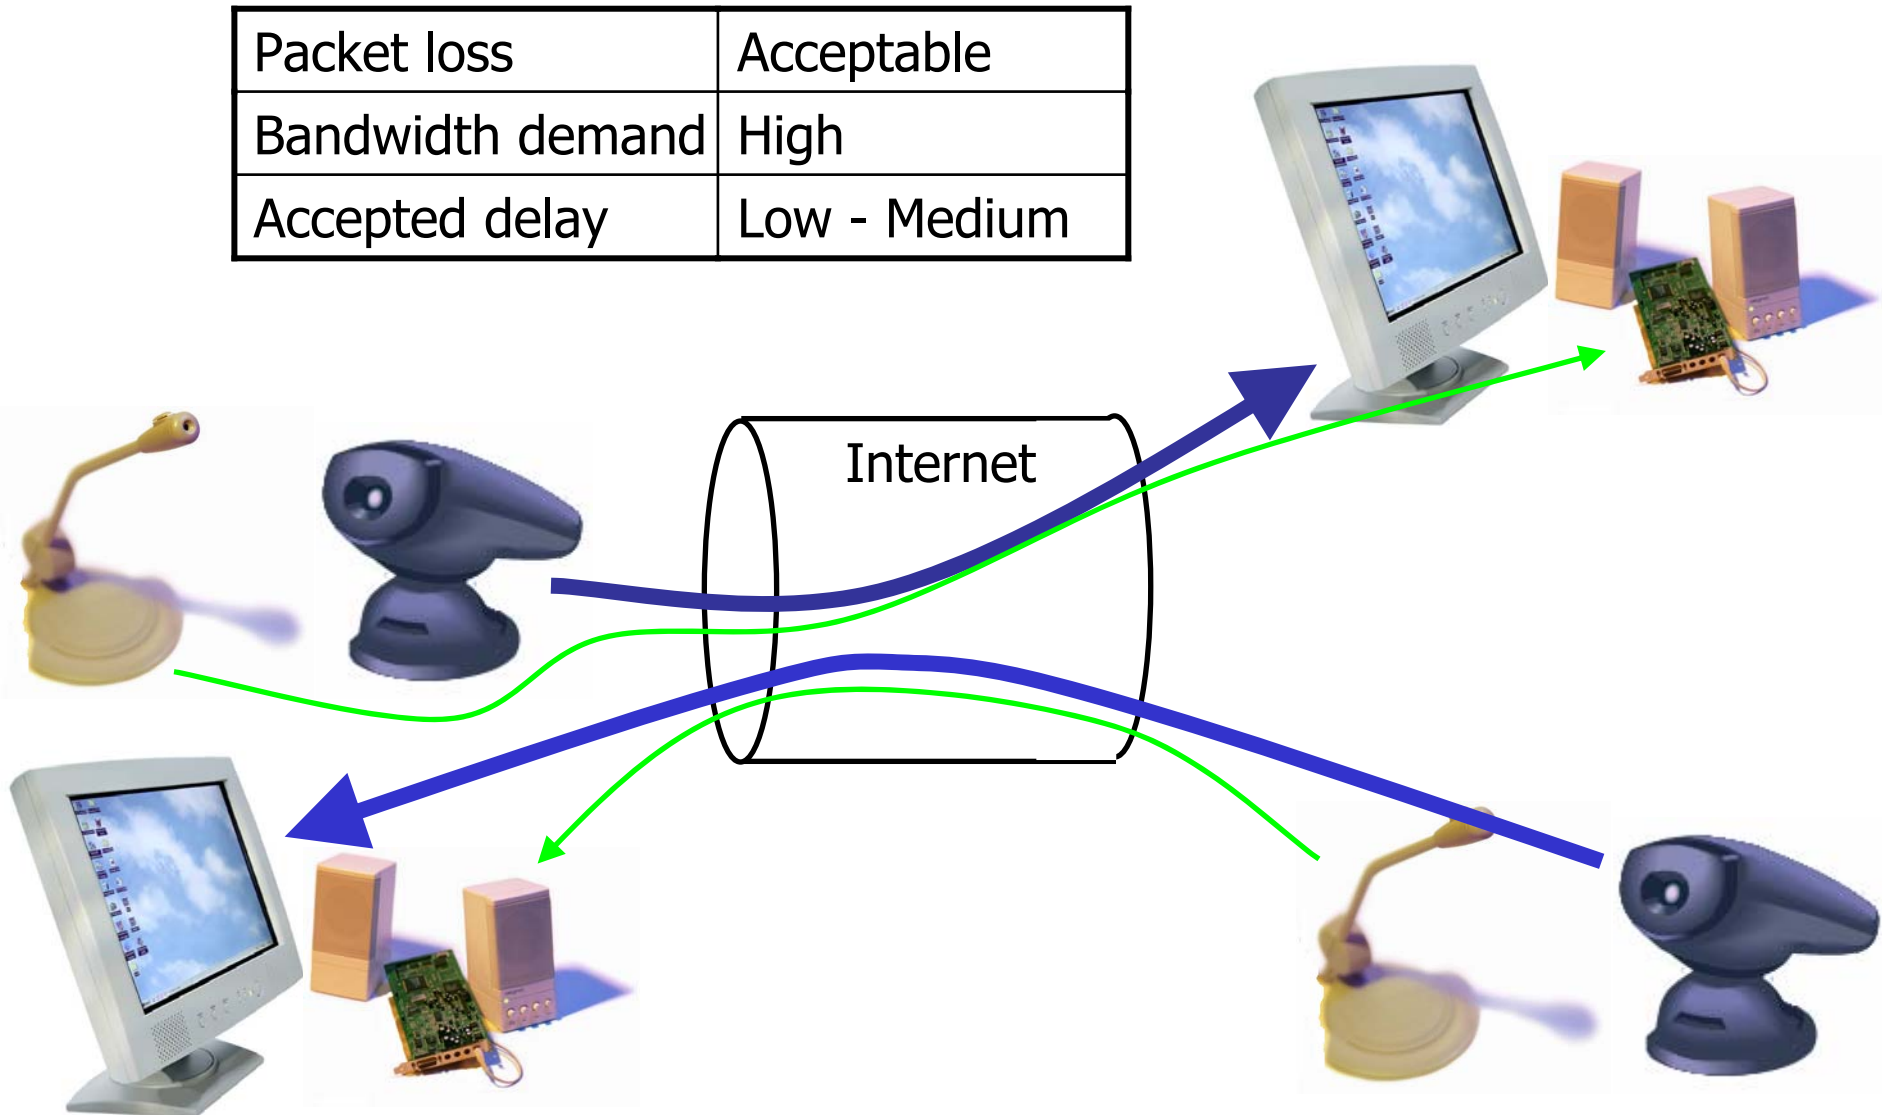 Packet loss Acceptable
Bandwidth demand High
Accepted delay Low - Medium
Internet